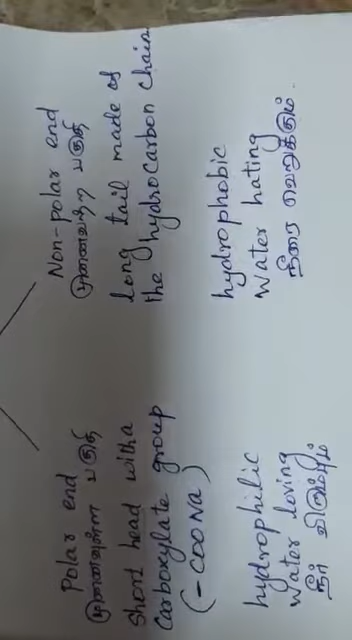 Polar end
முனைவுள்ள பகுதி
Short head with a
Carboxylate group
(-COONa)
hydrophilic
water loving
நீர் விரும்பும்
Non-polar end
முனைவற்ற பகுதி
long tail made of
the hydrocarbon chain
hydrophobic
water hating
நீரை வெறுக்கும்.